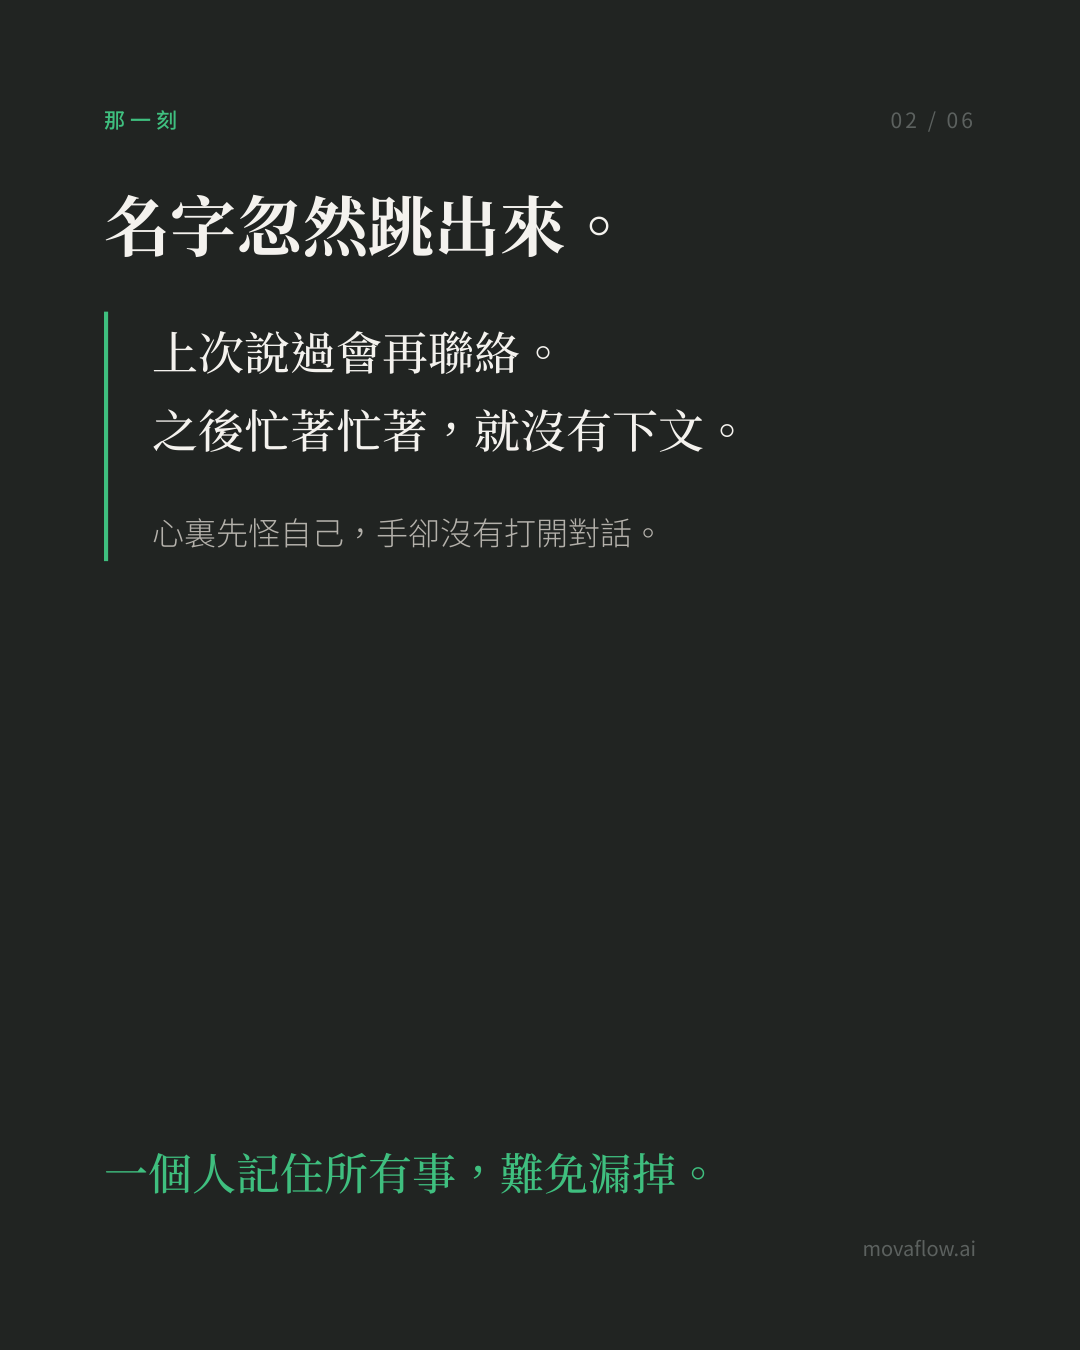 那一刻
02 / 06
名字忽然跳出來。
上次說過會再聯絡。
之後忙著忙著，就沒有下文。
心裏先怪自己，手卻沒有打開對話。
一個人記住所有事，難免漏掉。
movaflow.ai